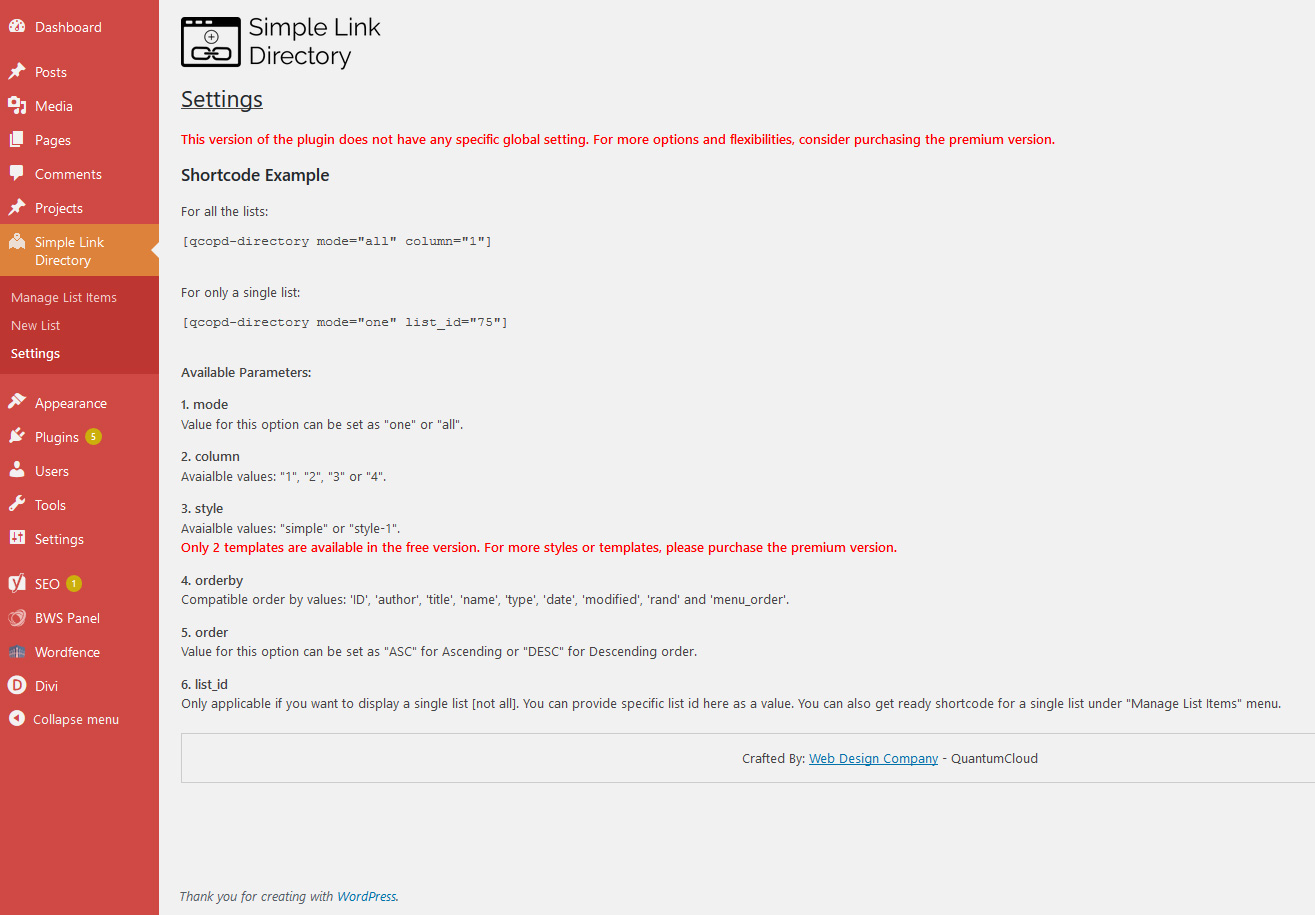 Dashboard
Posts
Media
Pages
Comments
Projects
Simple Link
Directory
Manage List Items
New List
Settings
Appearance
Plugins 5
Users
Tools
Settings
SEO 1
BWS Panel
Wordfence
Divi
Collapse menu
Simple Link
Directory
Settings
This version of the plugin does not have any specific global setting. For more options and flexibilities, consider purchasing the premium version.
Shortcode Example
For all the lists:
[qcopd-directory mode="all" column="1"]
For only a single list:
[qcopd-directory mode="one" list_id="75"]
Available Parameters:
1. mode
Value for this option can be set as "one" or "all".
2. column
Avaialble values: "1", "2", "3" or "4".
3. style
Avaialble values: "simple" or "style-1".
Only 2 templates are available in the free version. For more styles or templates, please purchase the premium version.
4. orderby
Compatible order by values: 'ID', 'author', 'title', 'name', 'type', 'date', 'modified', 'rand' and 'menu_order'.
5. order
Value for this option can be set as "ASC" for Ascending or "DESC" for Descending order.
6. list_id
Only applicable if you want to display a single list [not all]. You can provide specific list id here as a value. You can also get ready shortcode for a single list under "Manage List Items" menu.
Crafted By: Web Design Company - QuantumCloud
Thank you for creating with WordPress.